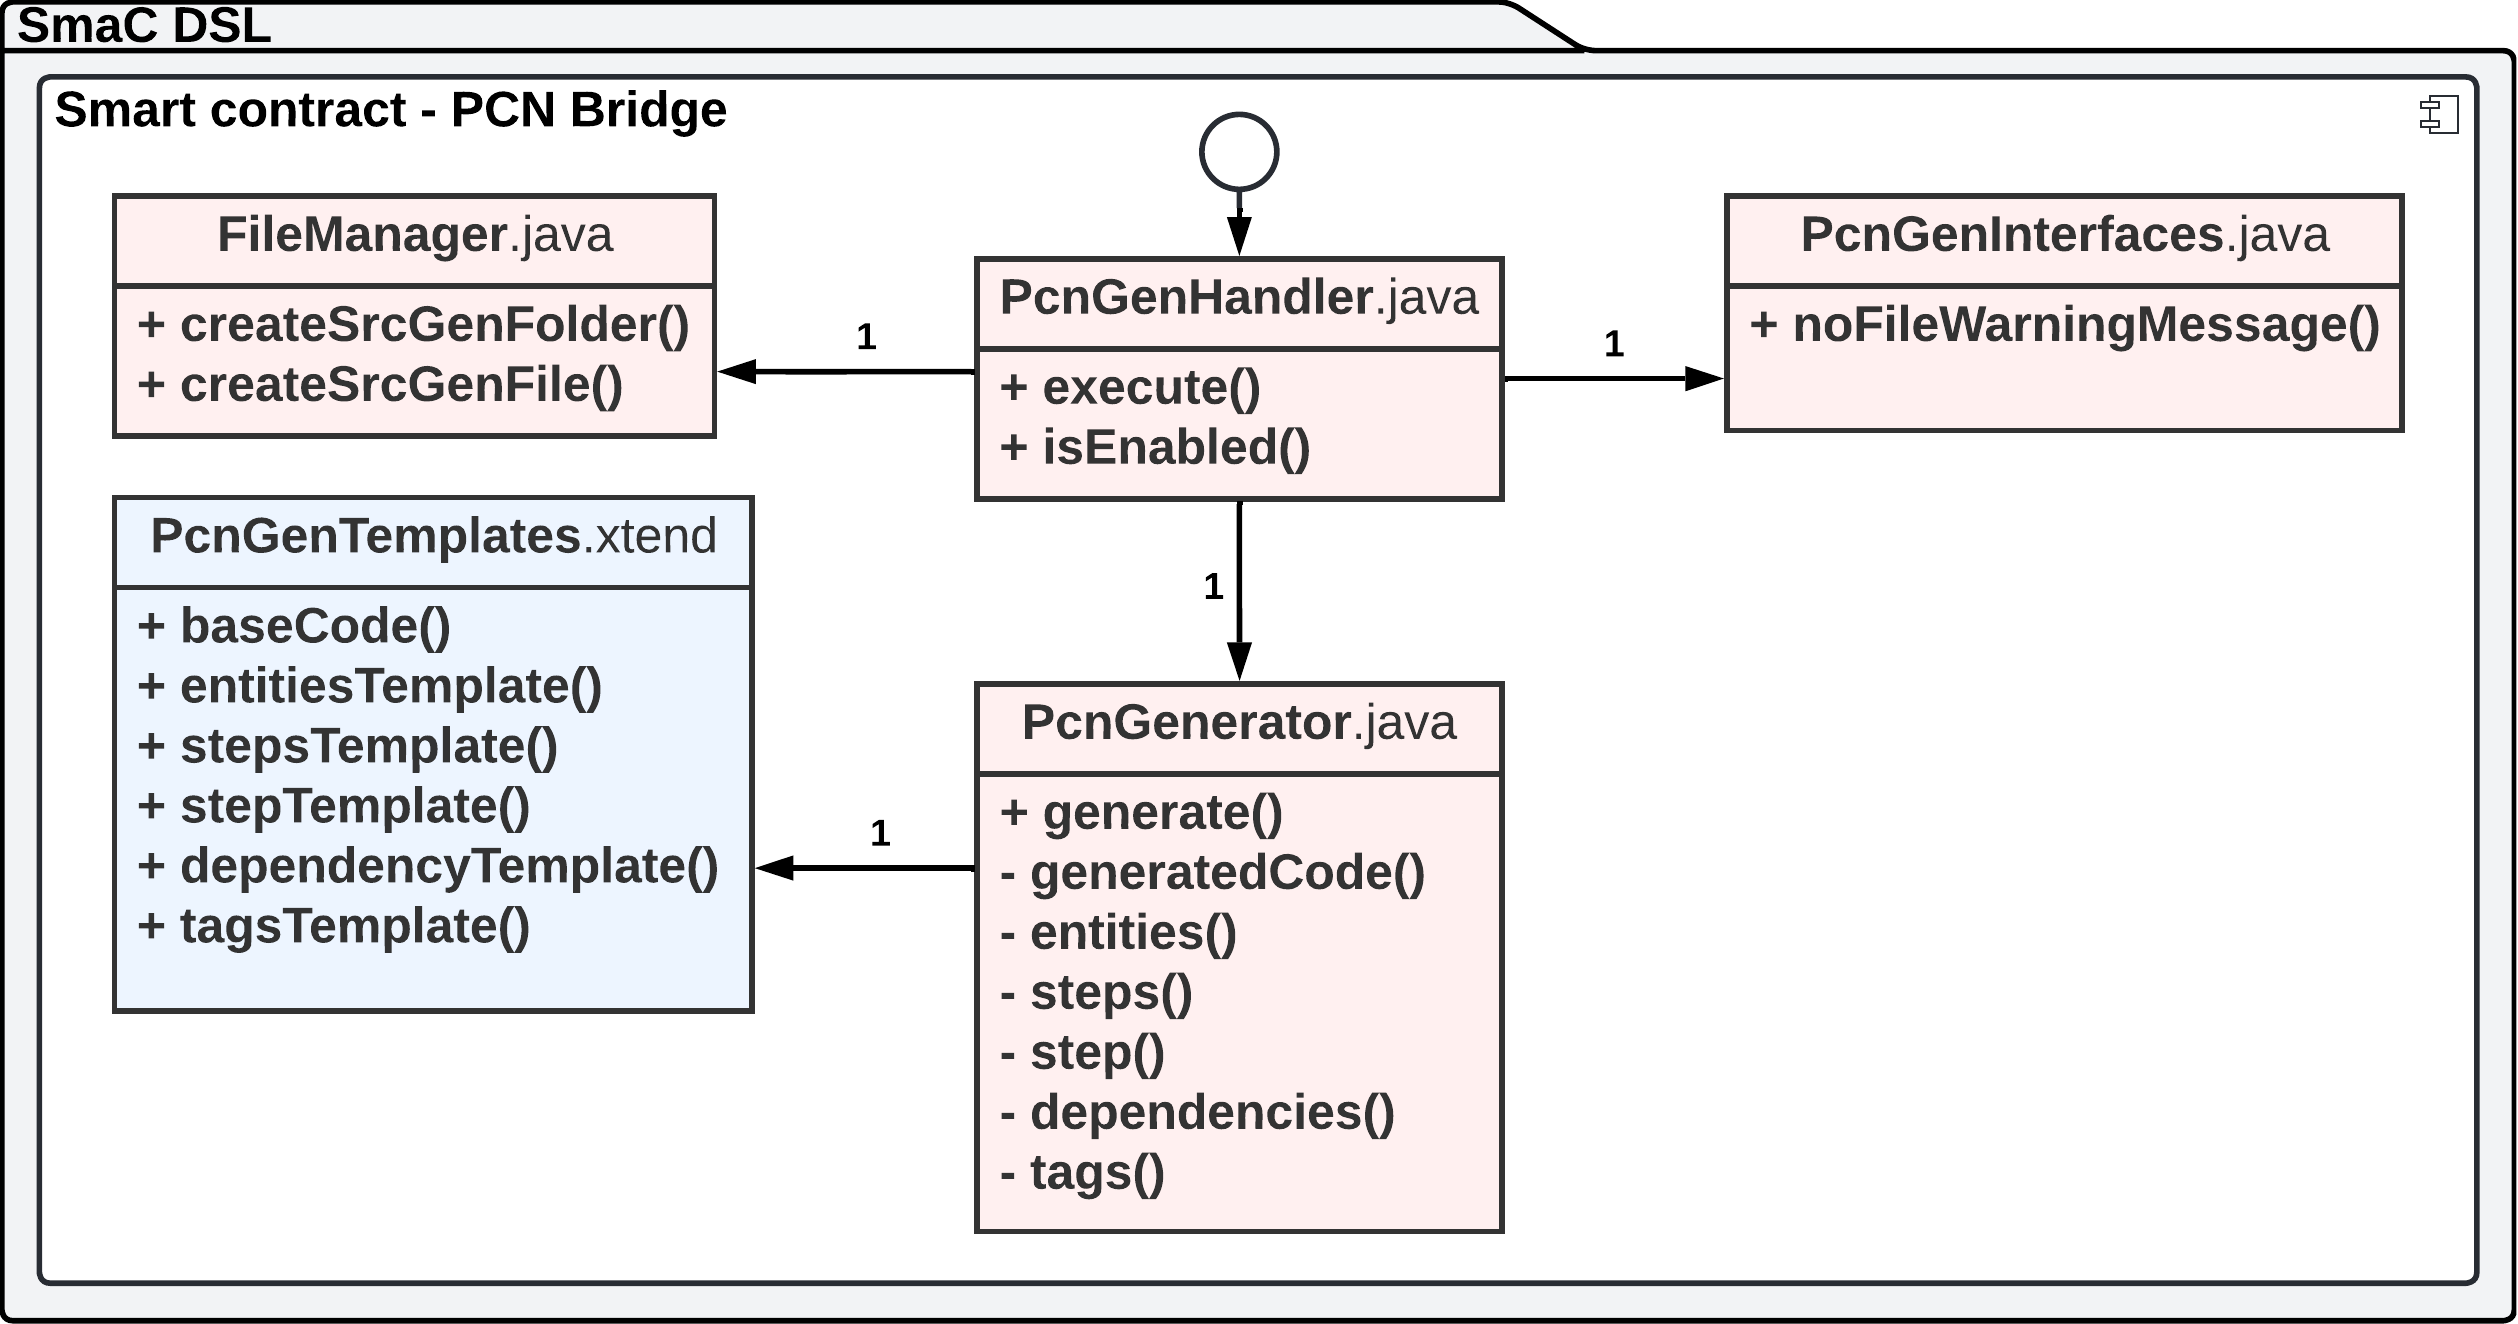 SmaC DSL
Smart contract - PCN Bridge
FileManager.java
+ createSrcGenFolder()
+ createSrcGenFile()
1
PcnGenHandler.java
+ execute()
+ isEnabled()
1
PcnGenInterfaces.java
+ noFileWarningMessage()
1
PcnGenTemplates.xtend
+ baseCode()
+ entitiesTemplate()
+ stepsTemplate()
+ stepTemplate()
+ dependencyTemplate()
+ tagsTemplate()
1
PcnGenerator.java
+ generate()
- generatedCode()
- entities()
- steps()
- step()
- dependencies()
- tags()